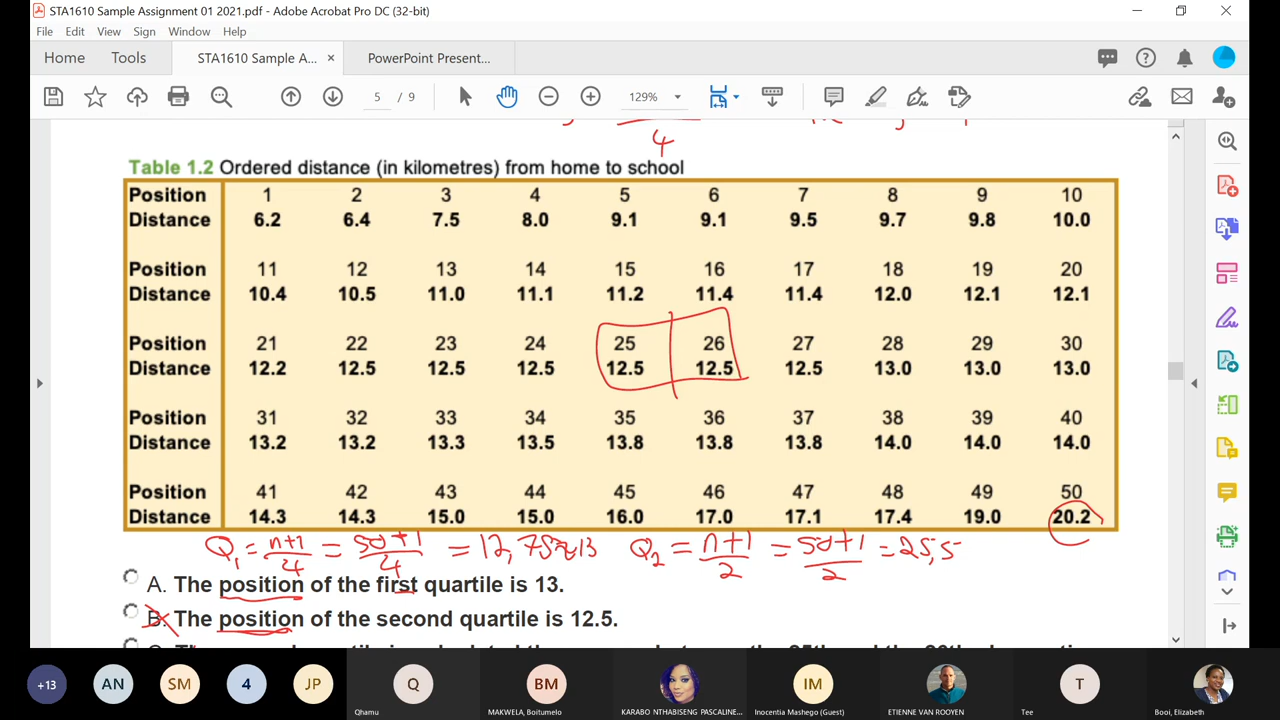 STA1610 Sample Assignment 01 2021.pdf - Adobe Acrobat Pro DC (32-bit)
File Edit View Sign Window Help
Home Tools STA1610 Sample A... × PowerPoint Present...
5 / 9 129%
4
Table 1.2 Ordered distance (in kilometres) from home to school
Position 1 2 3 4 5 6 7 8 9 10
Distance 6.2 6.4 7.5 8.0 9.1 9.1 9.5 9.7 9.8 10.0
Position 11 12 13 14 15 16 17 18 19 20
Distance 10.4 10.5 11.0 11.1 11.2 11.4 11.4 12.0 12.1 12.1
Position 21 22 23 24 25 26 27 28 29 30
Distance 12.2 12.5 12.5 12.5 12.5 12.5 12.5 13.0 13.0 13.0
Position 31 32 33 34 35 36 37 38 39 40
Distance 13.2 13.2 13.3 13.5 13.8 13.8 13.8 14.0 14.0 14.0
Position 41 42 43 44 45 46 47 48 49 50
Distance 14.3 14.3 15.0 15.0 16.0 17.0 17.1 17.4 19.0 20.2
Q1 = n+1/4 = 50+1/4 = 12,75≈13 Q2 = n+1/2 = 50+1/2 = 25,5
A. The position of the first quartile is 13.
B. The position of the second quartile is 12.5.
+13 AN SM 4 JP Q BM IM T
Qhamu MAKWELA, Boitumelo KARABO NTHABISENG PASCALINE... Inocentia Mashego (Guest) ETIENNE VAN ROOYEN Tee Booi, Elizabeth